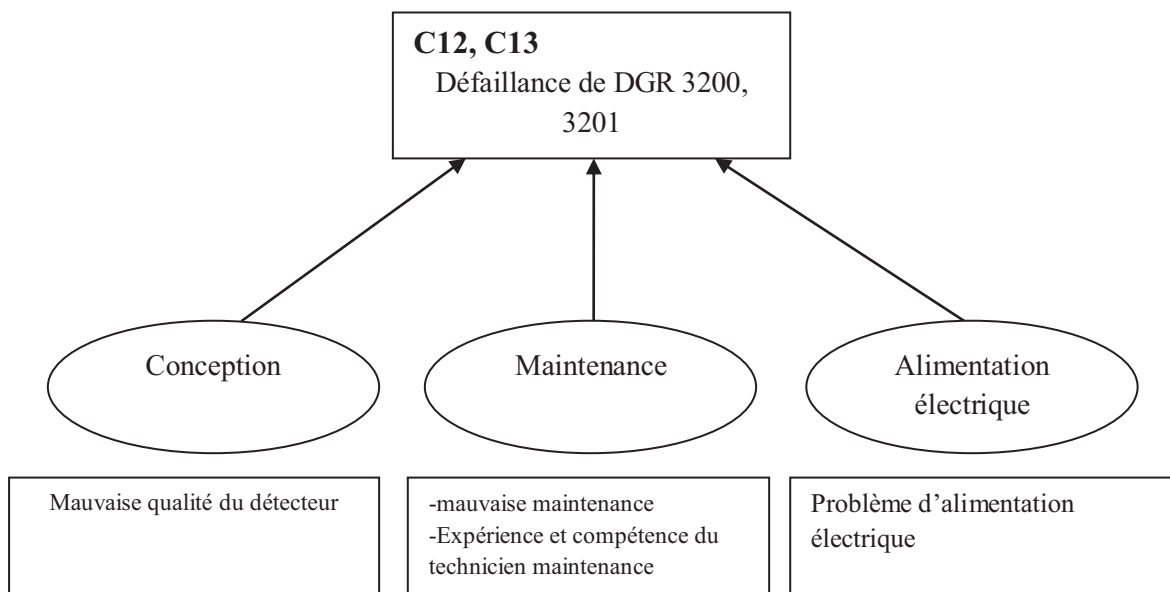 C12, C13
Défaillance de DGR 3200,
3201
Conception
Maintenance
Alimentation
électrique
Mauvaise qualité du détecteur
-mauvaise maintenance
-Expérience et compétence du
technicien maintenance
Problème d’alimentation
électrique